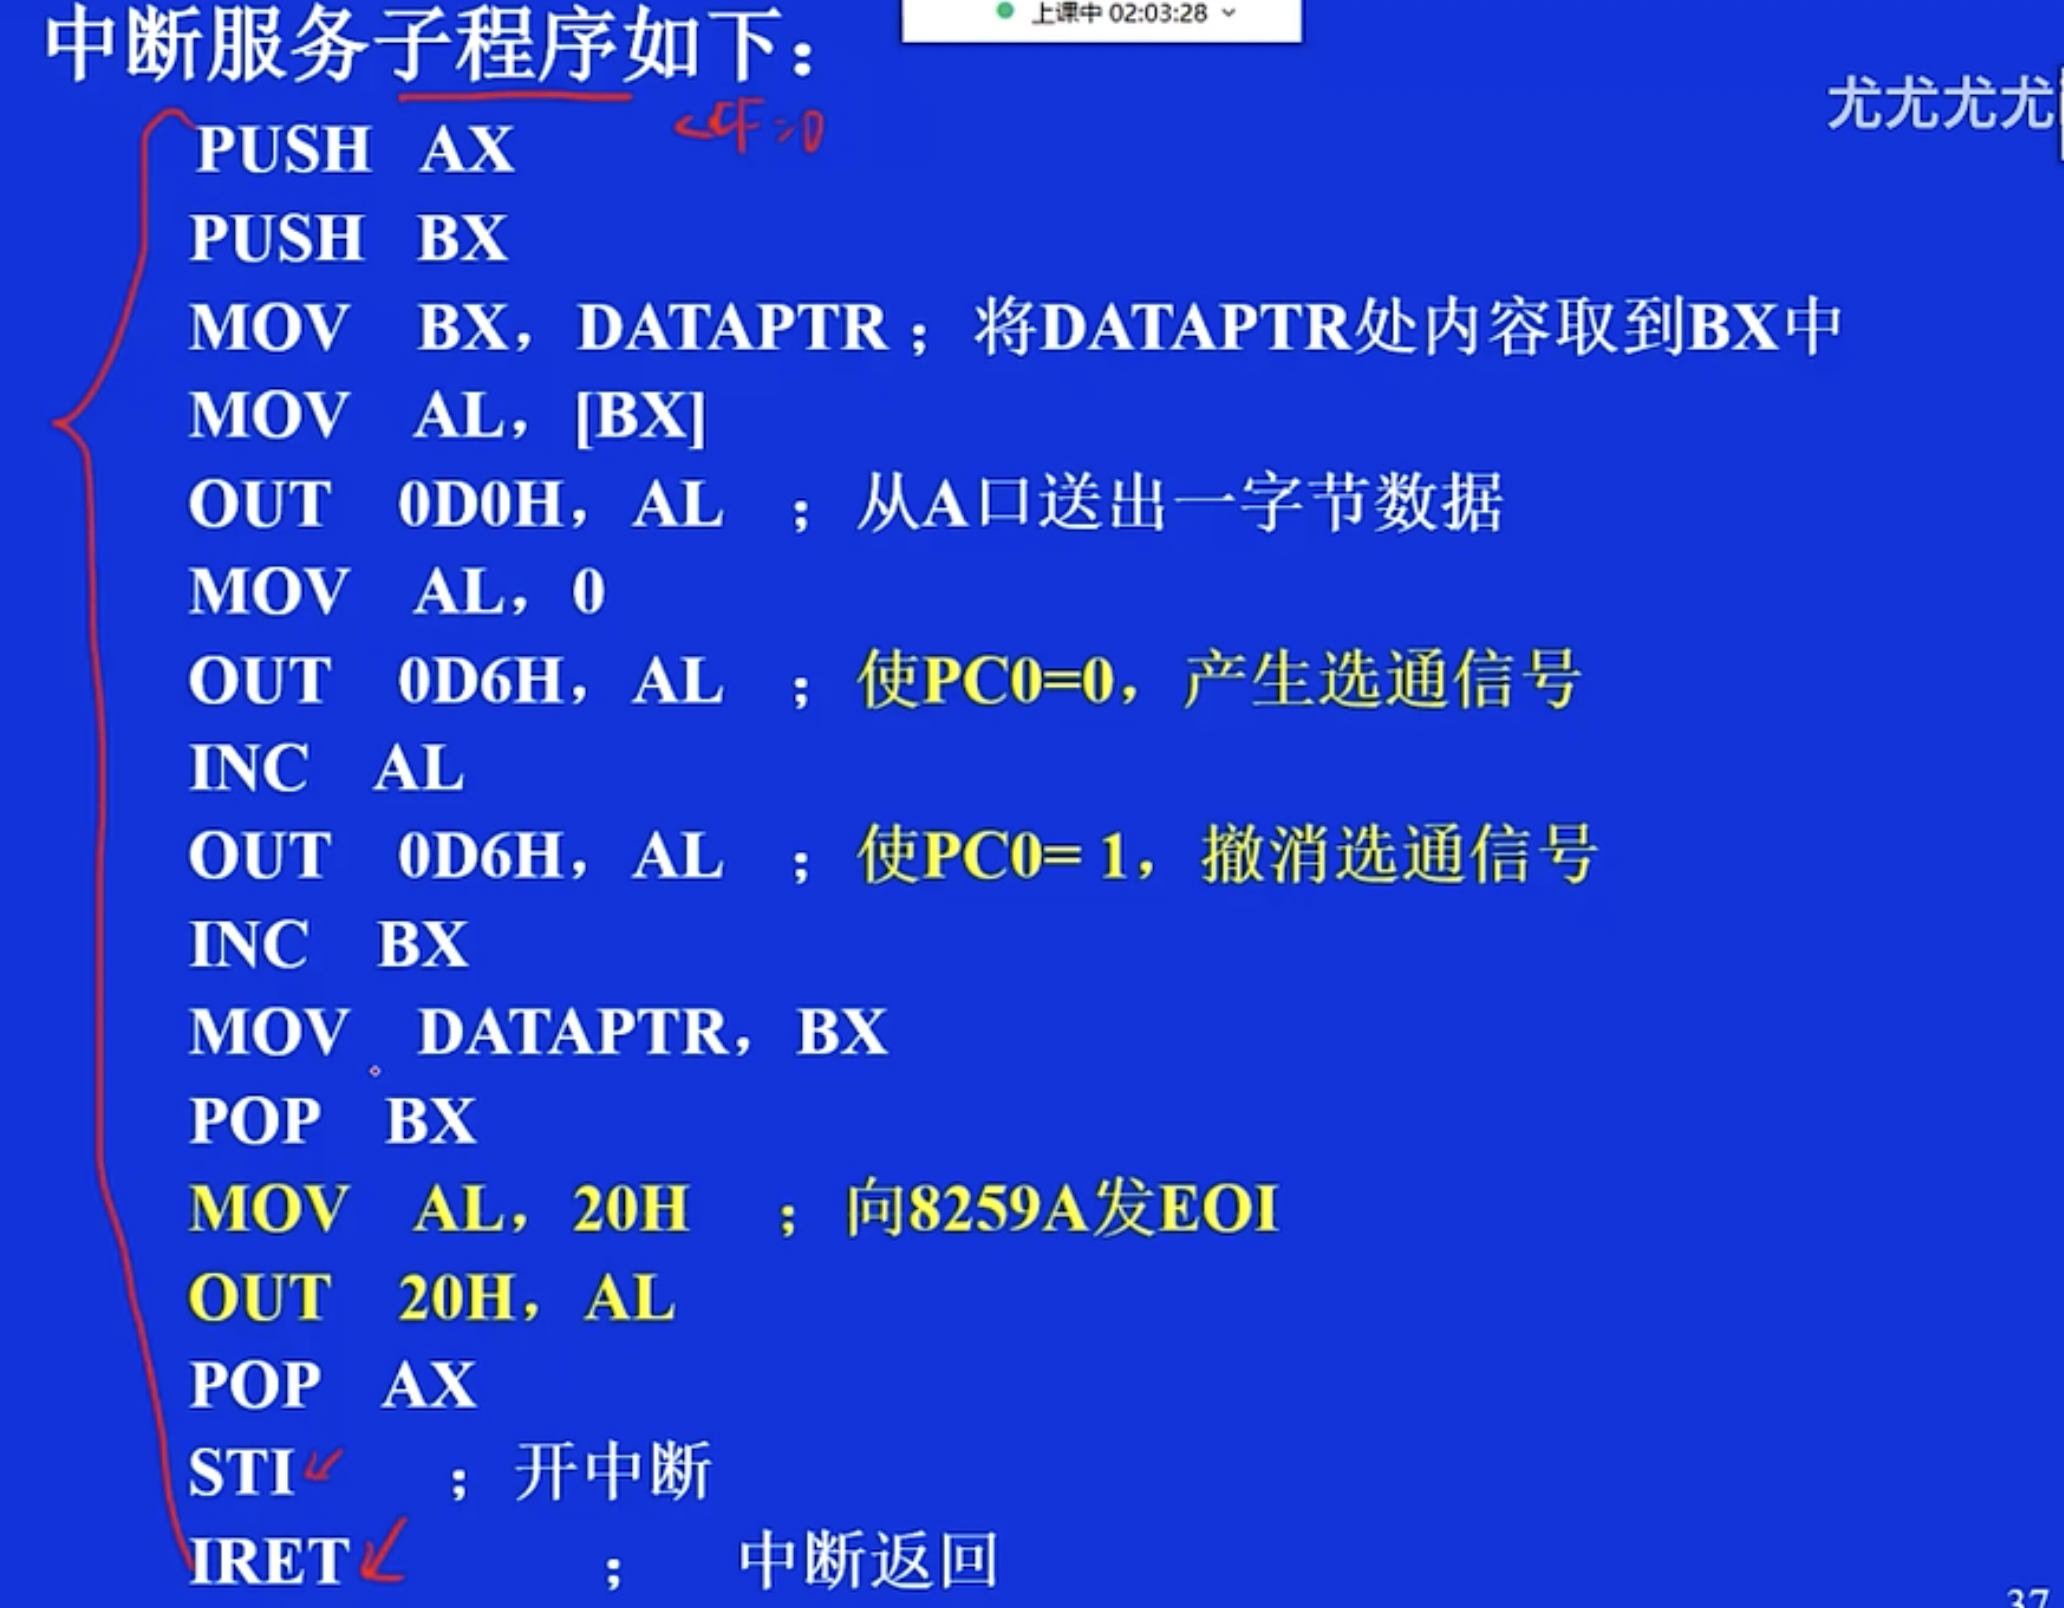 上课中 02:03:28
中断服务子程序如下：
尤尤尤尤
PUSH AX
PUSH BX
MOV BX，DATAPTR ；将DATAPTR处内容取到BX中
MOV AL，[BX]
OUT 0D0H，AL ；从A口送出一字节数据
MOV AL，0
OUT 0D6H，AL ；使PC0=0，产生选通信号
INC AL
OUT 0D6H，AL ；使PC0= 1，撤消选通信号
INC BX
MOV DATAPTR，BX
POP BX
MOV AL，20H ；向8259A发EOI
OUT 20H，AL
POP AX
STI ；开中断
IRET ； 中断返回
37